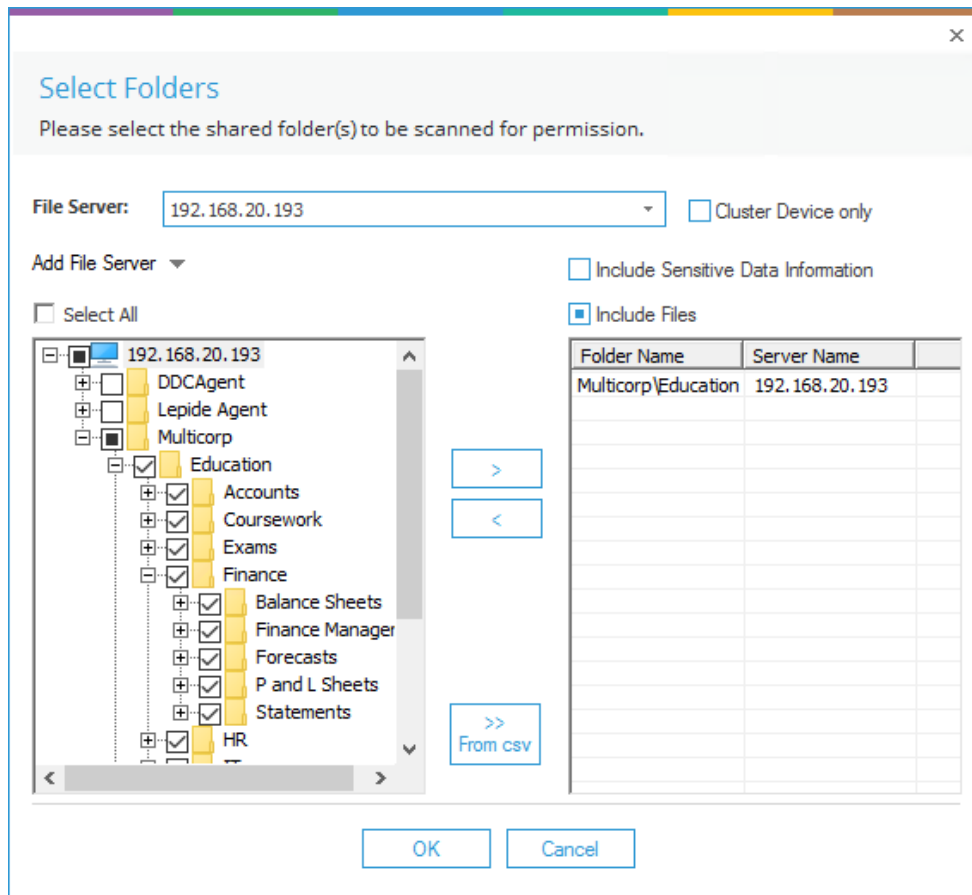 Select Folders
Please select the shared folder(s) to be scanned for permission.
File Server: 192.168.20.193 Cluster Device only
Add File Server
Include Sensitive Data Information
Select All
Include Files
192.168.20.193
DDCAgent
Lepide Agent
Multicorp
Education
Accounts
Coursework
Exams
Finance
Balance Sheets
Finance Manager
Forecasts
P and L Sheets
Statements
HR
Folder Name Server Name
Multicorp\Education 192.168.20.193
>
<
>>
From csv
OK Cancel